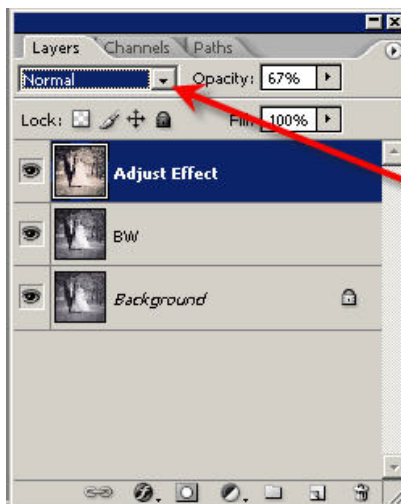 Layers Channels Paths
Normal Opacity: 67%
Lock: Fill: 100%
Adjust Effect
BW
Background